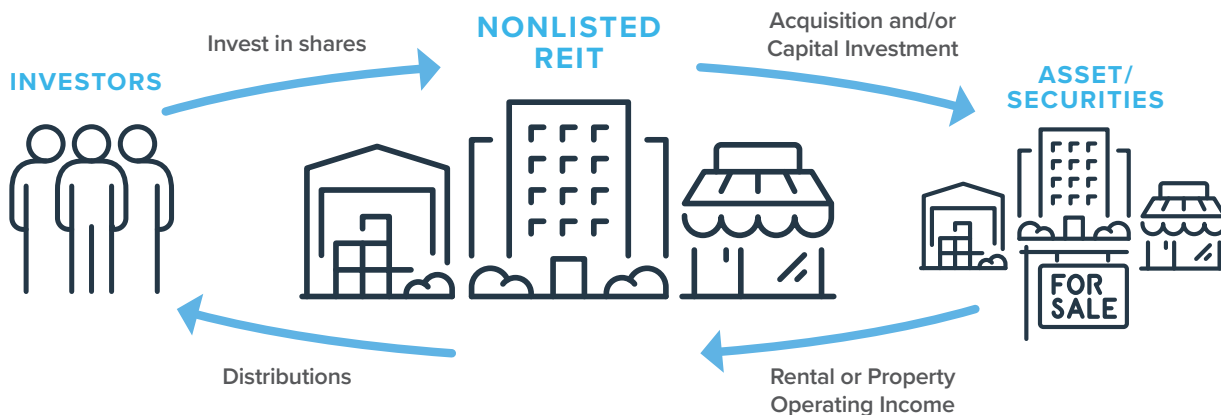 INVESTORS
Invest in shares
NONLISTED
REIT
Acquisition and/or
Capital Investment
ASSET/
SECURITIES
FOR
SALE
Distributions
Rental or Property
Operating Income